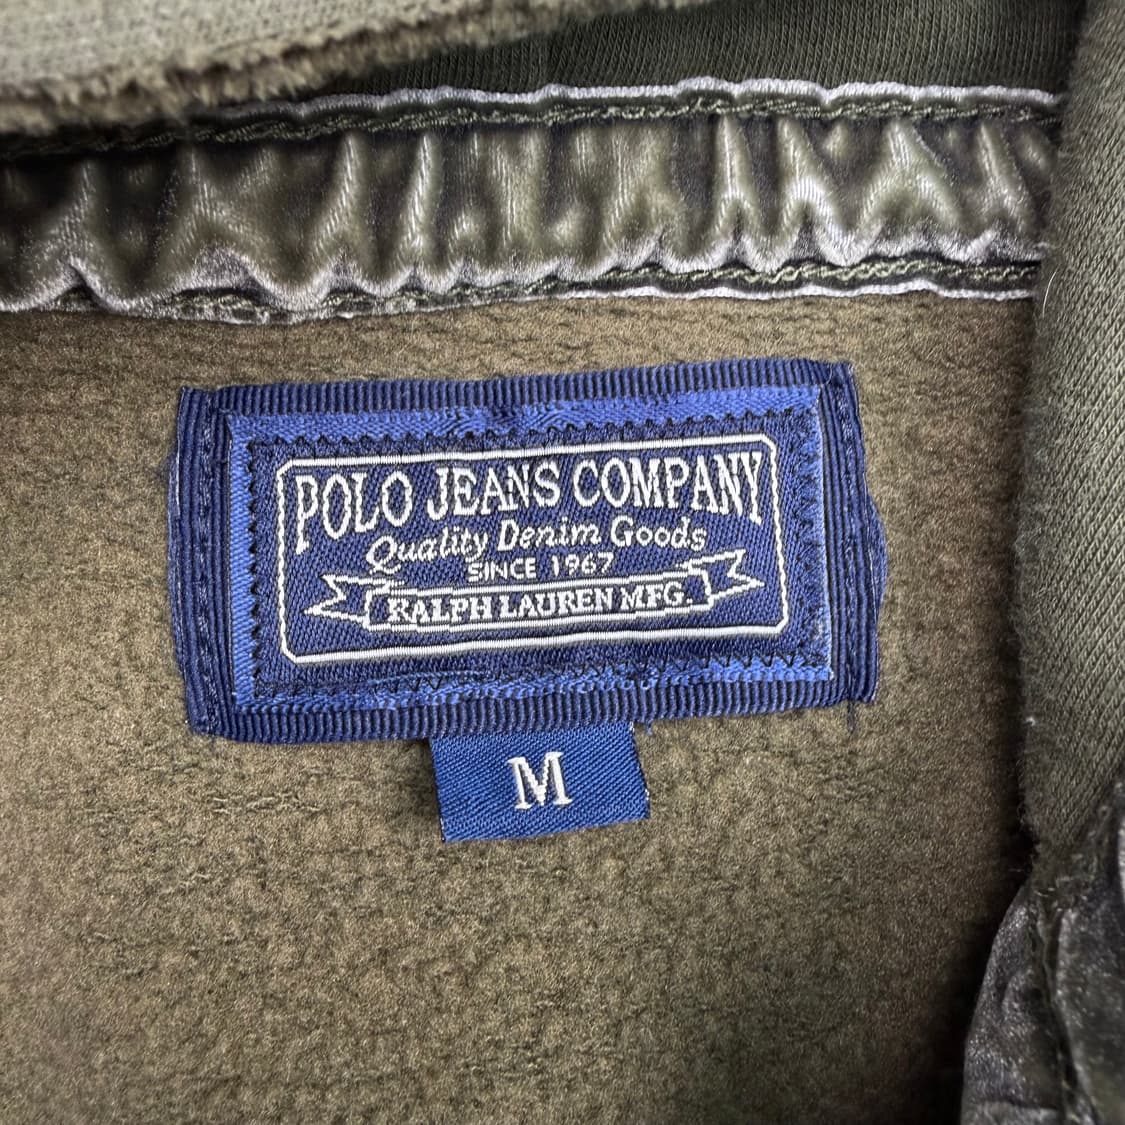 POLO JEANS COMPANY
Quality Denim Goods
SINCE 1967
RALPH LAUREN MFG.
M